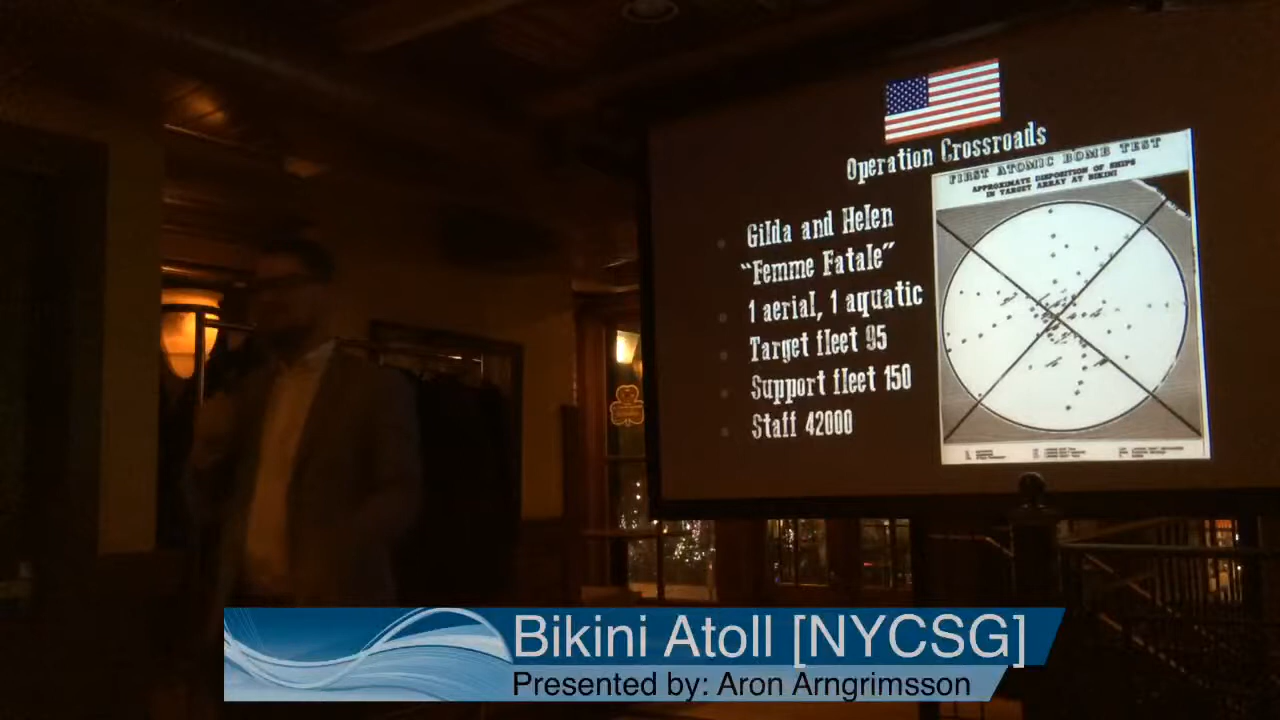 Operation Crossroads
FIRST ATOMIC BOMB TEST
APPROXIMATE DISPOSITION OF SHIPS
IN TARGET ARRAY AT BIKINI
Gilda and Helen
“Femme Fatale”
1 aerial, 1 aquatic
Target fleet 95
Support fleet 150
Staff 42000
Bikini Atoll [NYCSG]
Presented by: Aron Arngrimsson